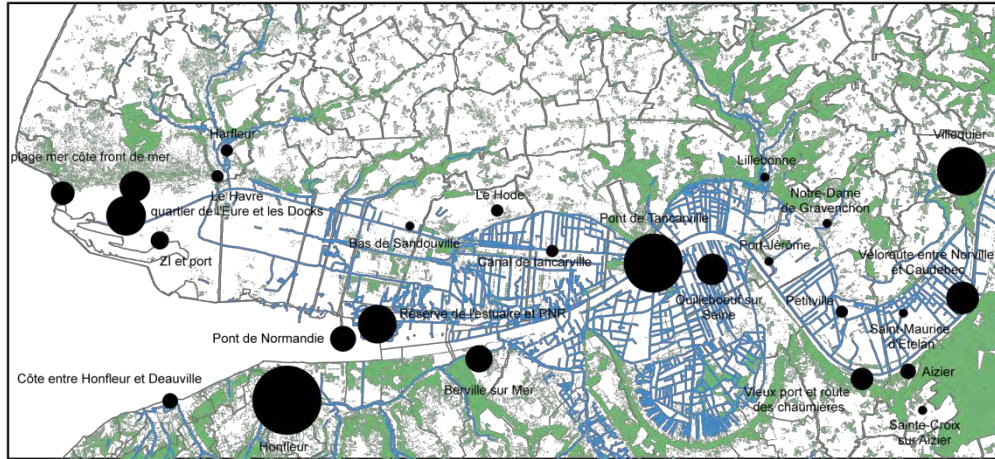 Harfleur
plage mer côte front de mer
Villequier
Lillebonne
Le Havre
Le Hode
Notre-Dame
de Gravenchon
quartier de l'Eure et les Docks
Pont de Tancarville
Bas de Sandouville
ZI et port
Canal de tancarville
Port-Jérôme
Véloroute entre Norville
et Caudebec
Quilleboeuf sur
Seine
Petitville
Réserve de l'estuaire et PNR
Saint-Maurice
d'Etelan
Pont de Normandie
Côte entre Honfleur et Deauville
Berville sur Mer
Aizier
Vieux port et route
des chaumières
Sainte-Croix
sur Aizier
Honfleur